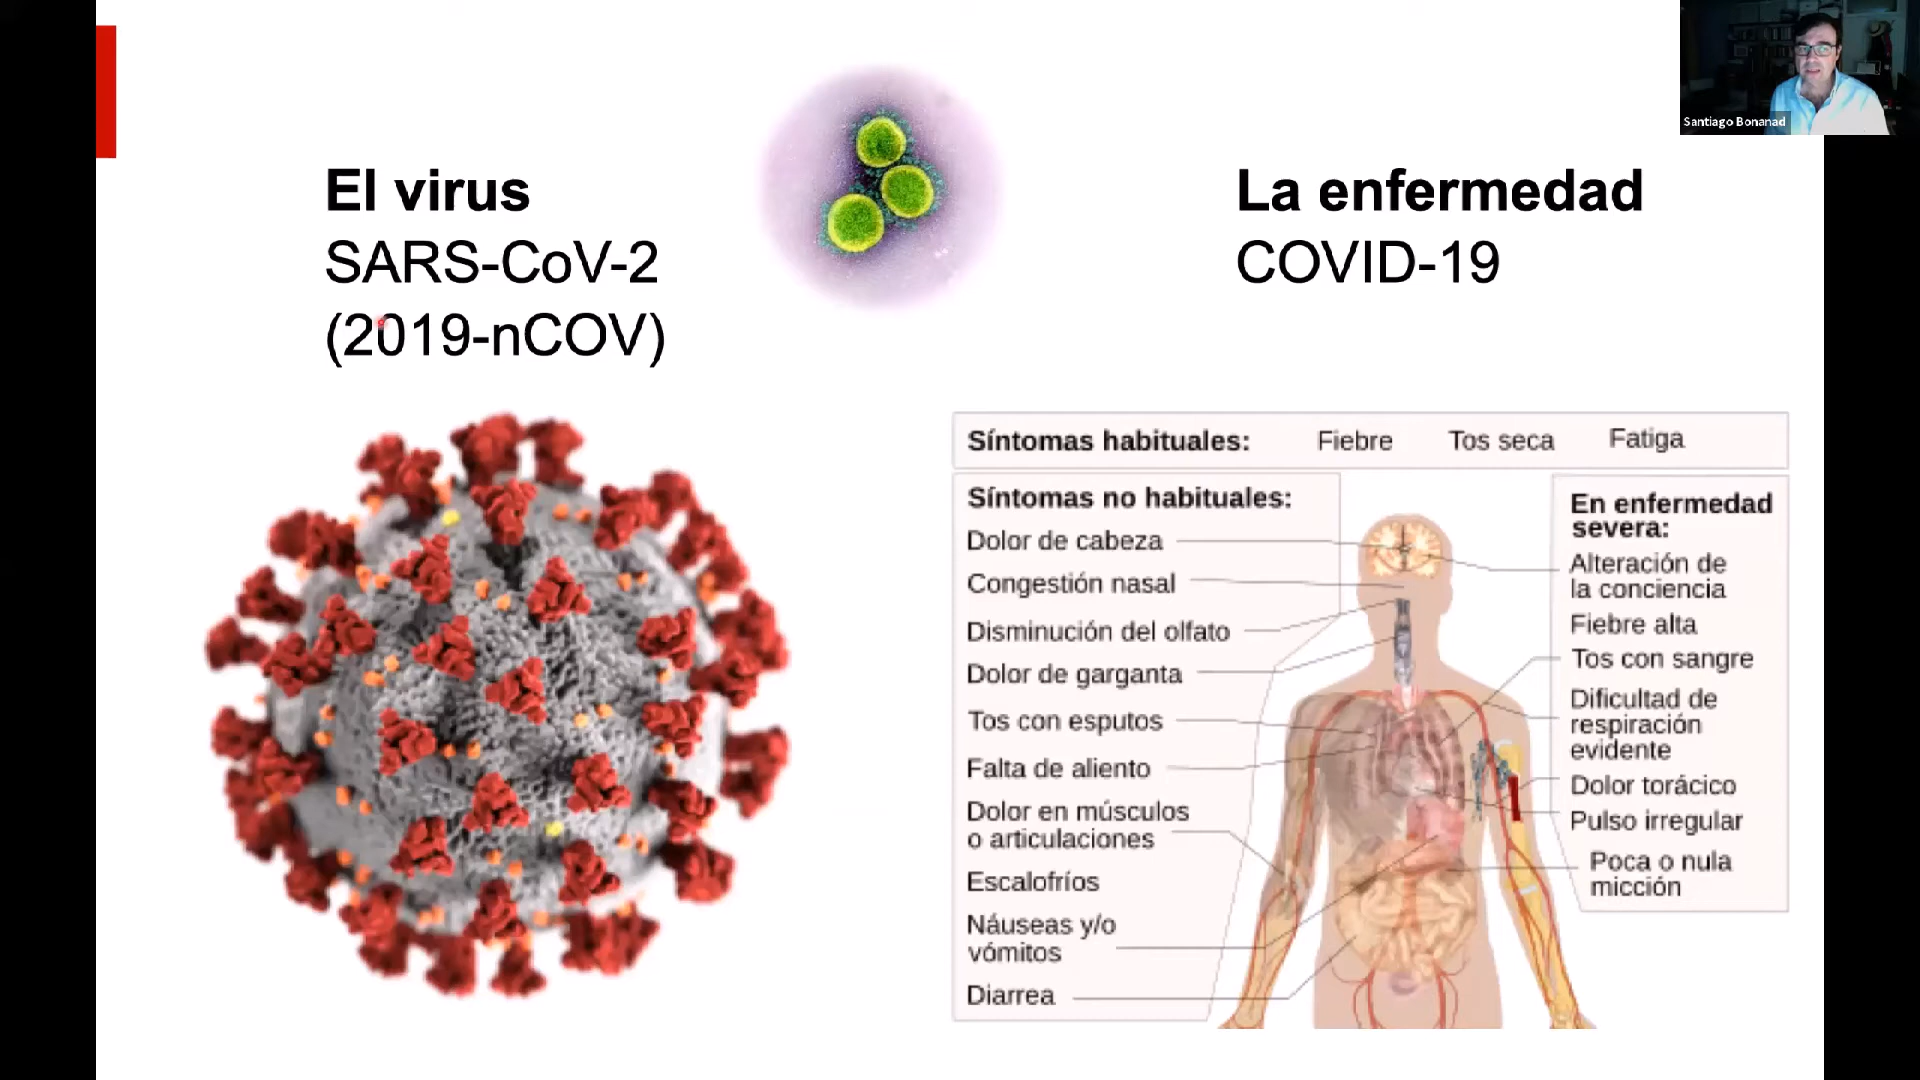 Santiago Bonanad
El virus
SARS-CoV-2
(2019-nCOV)
La enfermedad
COVID-19
Síntomas habituales: Fiebre Tos seca Fatiga
Síntomas no habituales:
Dolor de cabeza
Congestión nasal
Disminución del olfato
Dolor de garganta
Tos con esputos
Falta de aliento
Dolor en músculos
o articulaciones
Escalofríos
Náuseas y/o
vómitos
Diarrea
En enfermedad
severa:
Alteración de
la conciencia
Fiebre alta
Tos con sangre
Dificultad de
respiración
evidente
Dolor torácico
Pulso irregular
Poca o nula
micción